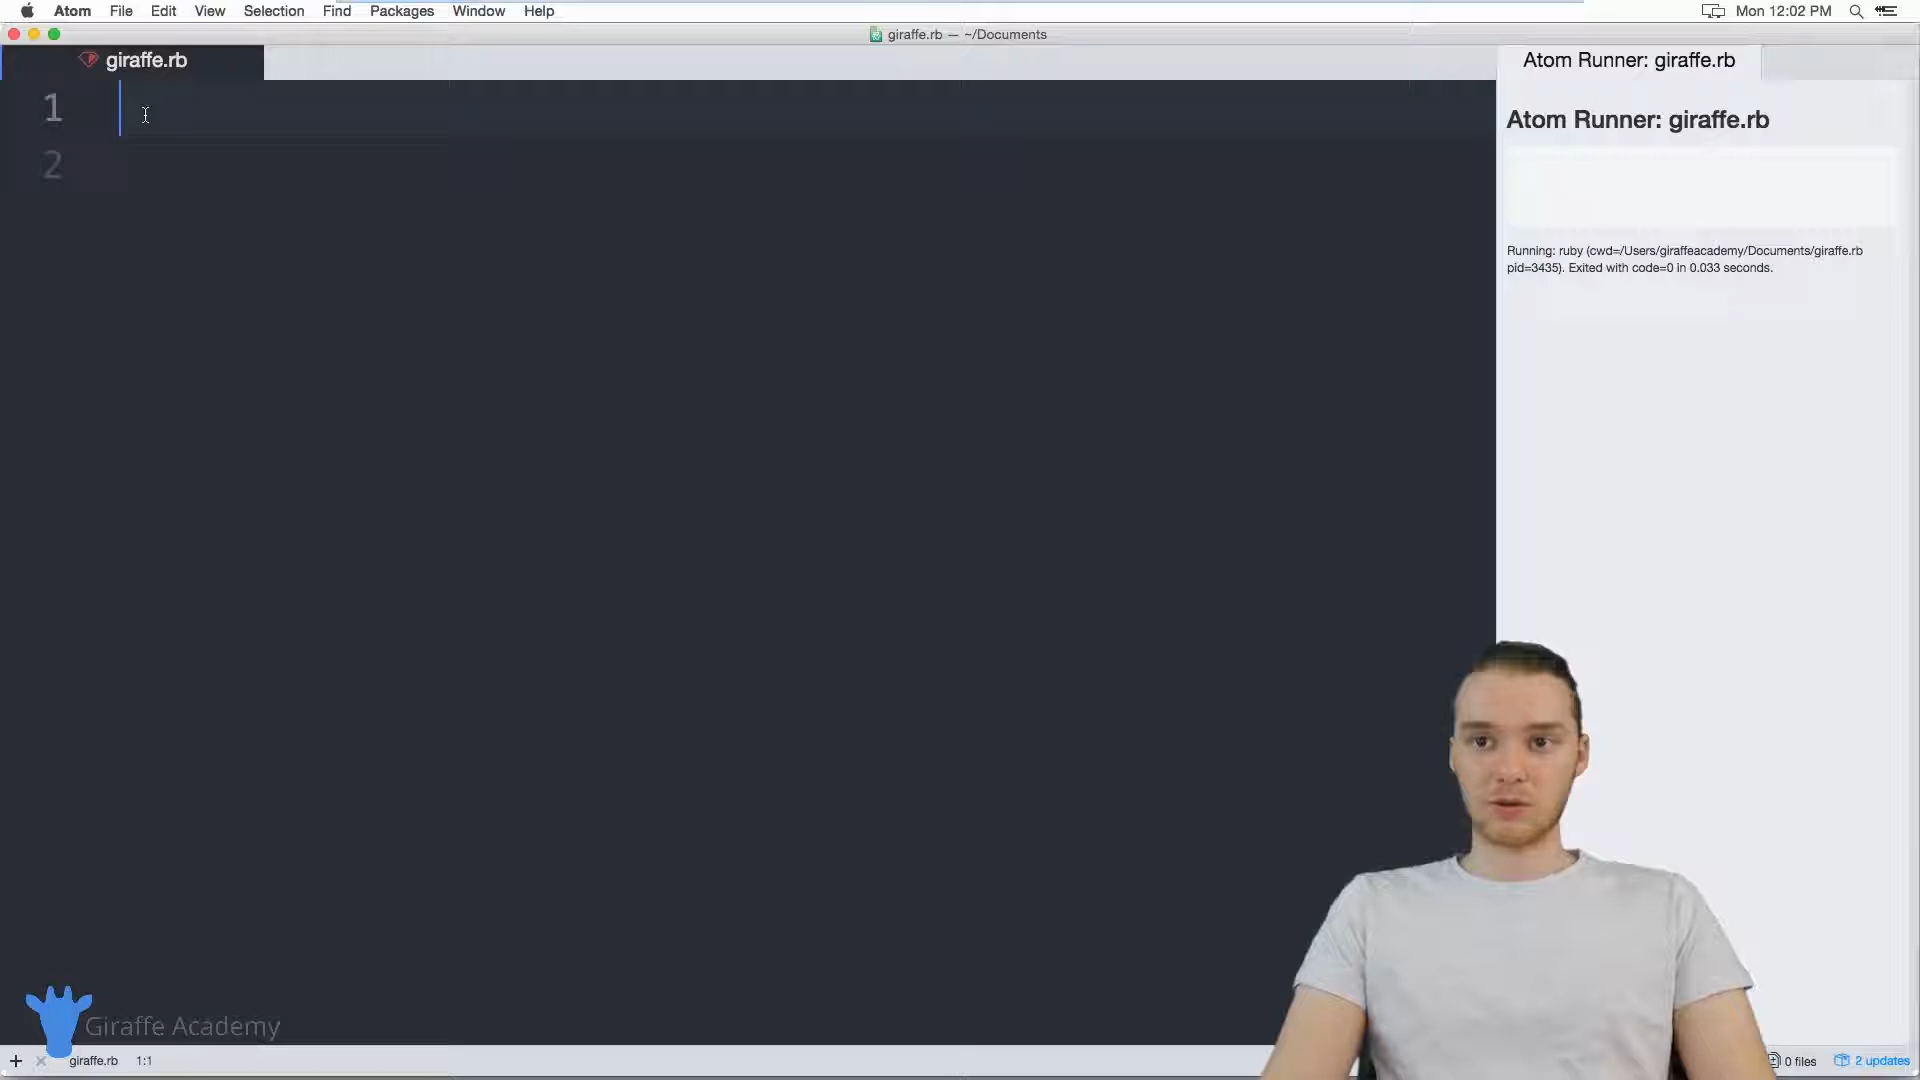 Atom File Edit View Selection Find Packages Window Help Mon 12:02 PM
giraffe.rb — ~/Documents
giraffe.rb
Atom Runner: giraffe.rb
1
2
Atom Runner: giraffe.rb
Running: ruby (cwd=/Users/giraffeacademy/Documents/giraffe.rb
pid=3435). Exited with code=0 in 0.033 seconds.
Giraffe Academy
giraffe.rb 1:1
0 files 2 updates